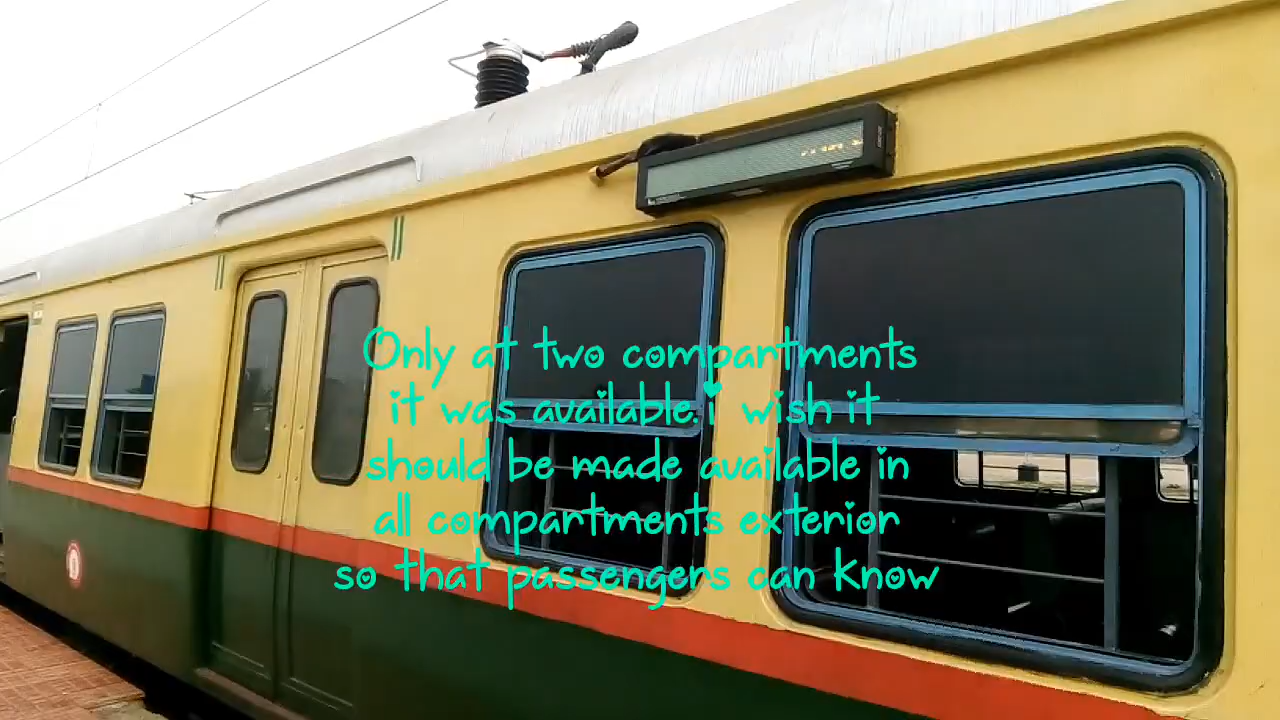 Only at two compartments
it was available.i wish it
should be made available in
all compartments exterior
so that passengers can know